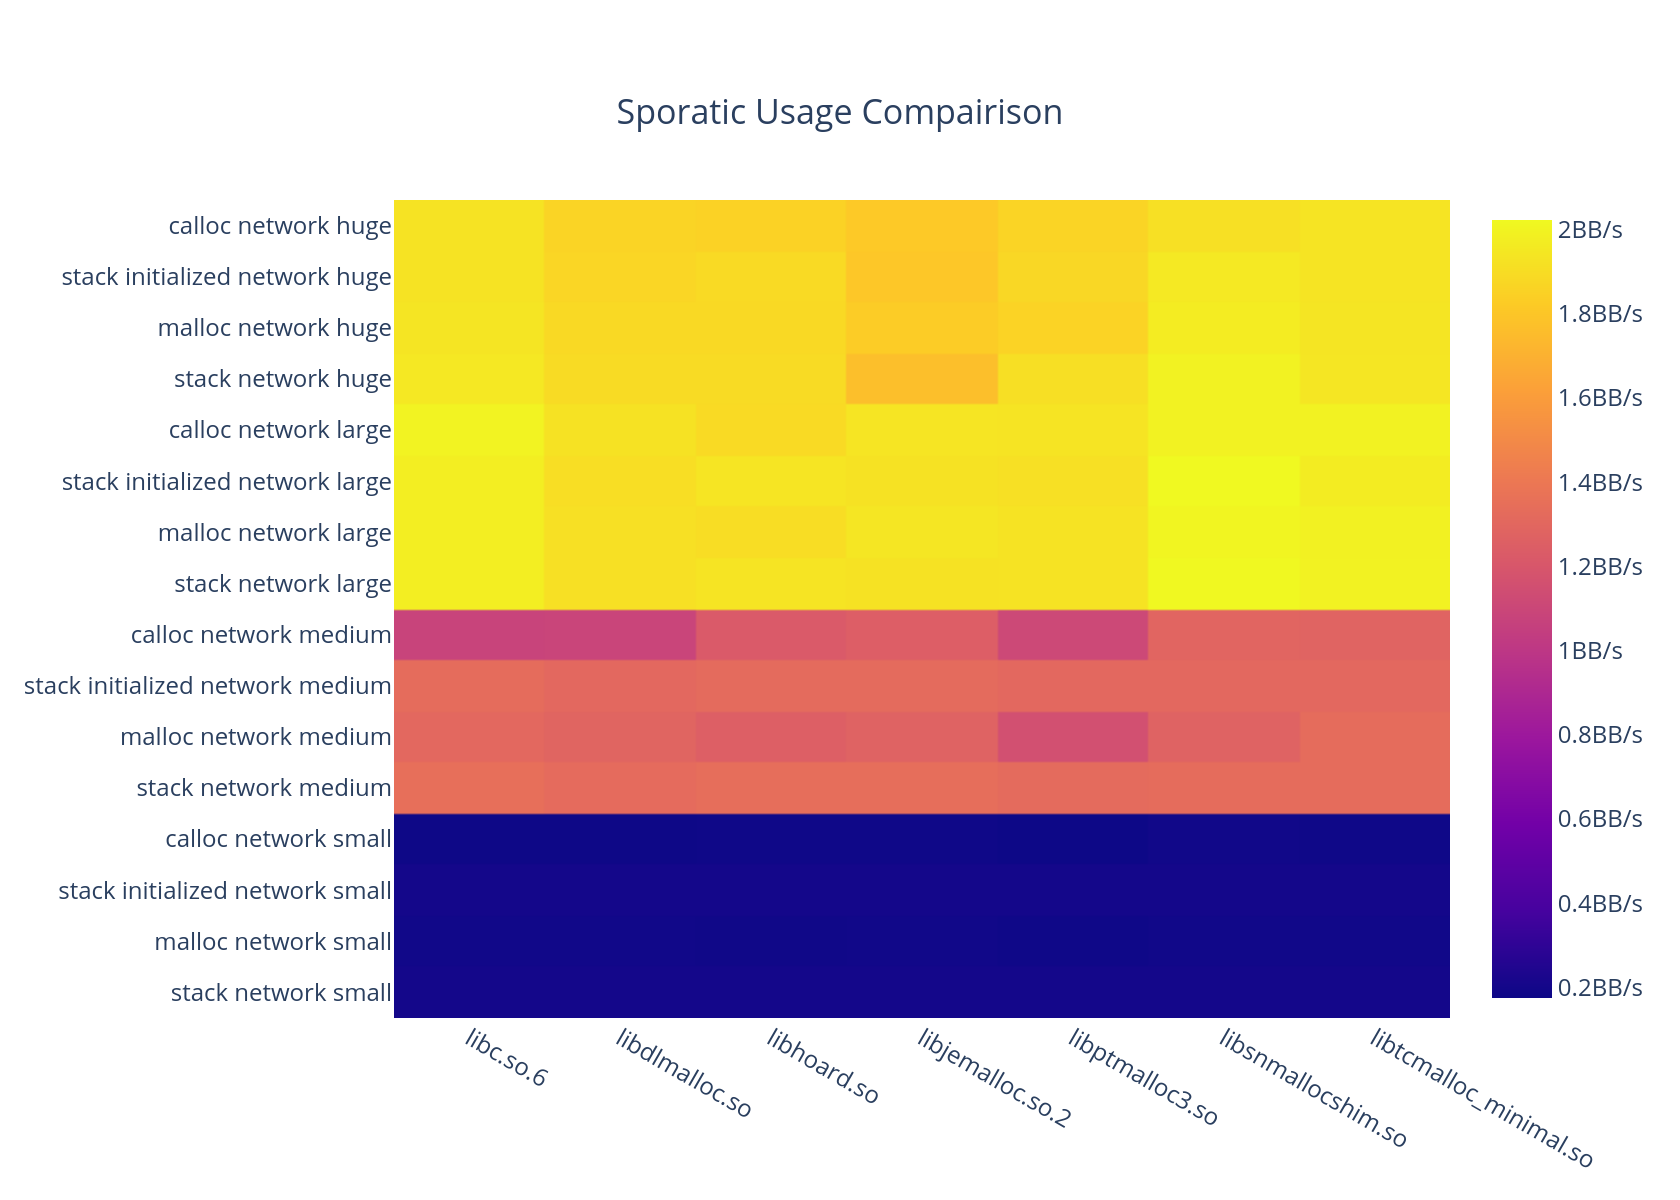 Sporatic Usage Compairison
calloc network huge
stack initialized network huge
malloc network huge
stack network huge
calloc network large
stack initialized network large
malloc network large
stack network large
calloc network medium
stack initialized network medium
malloc network medium
stack network medium
calloc network small
stack initialized network small
malloc network small
stack network small
libc.so.6
libdlmalloc.so
libhoard.so
libjemalloc.so.2
libptmalloc3.so
libsnmallocshim.so
libtcmalloc_minimal.so
2BB/s
1.8BB/s
1.6BB/s
1.4BB/s
1.2BB/s
1BB/s
0.8BB/s
0.6BB/s
0.4BB/s
0.2BB/s